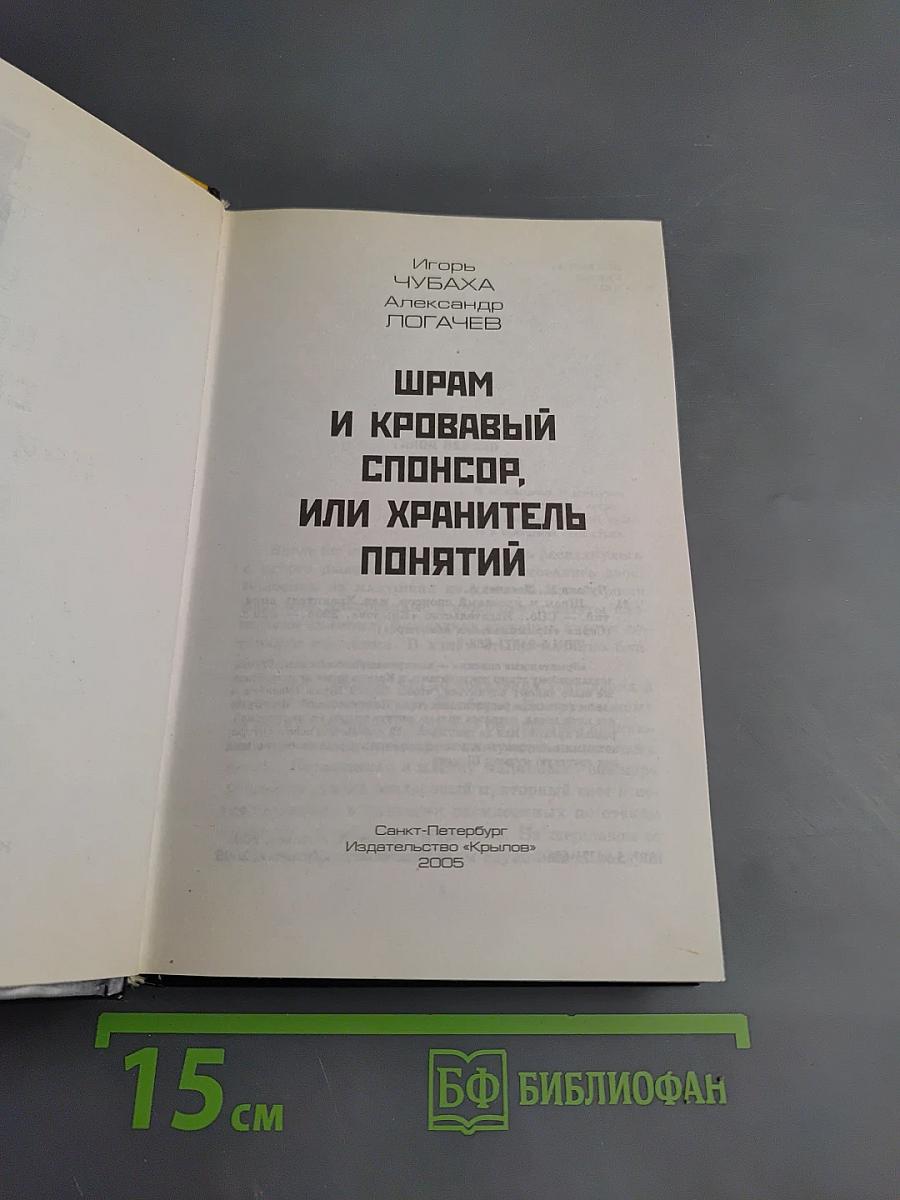 Игорь
ЧУБАХА
Александр
ЛОГАЧЕВ
ШРАМ
И КРОВАВЫЙ
СПОНСОР,
ИЛИ ХРАНИТЕЛЬ
ПОНЯТИЙ
Санкт-Петербург
Издательство «Крылов»
2005
15 см
БФ БИБЛИОФАН